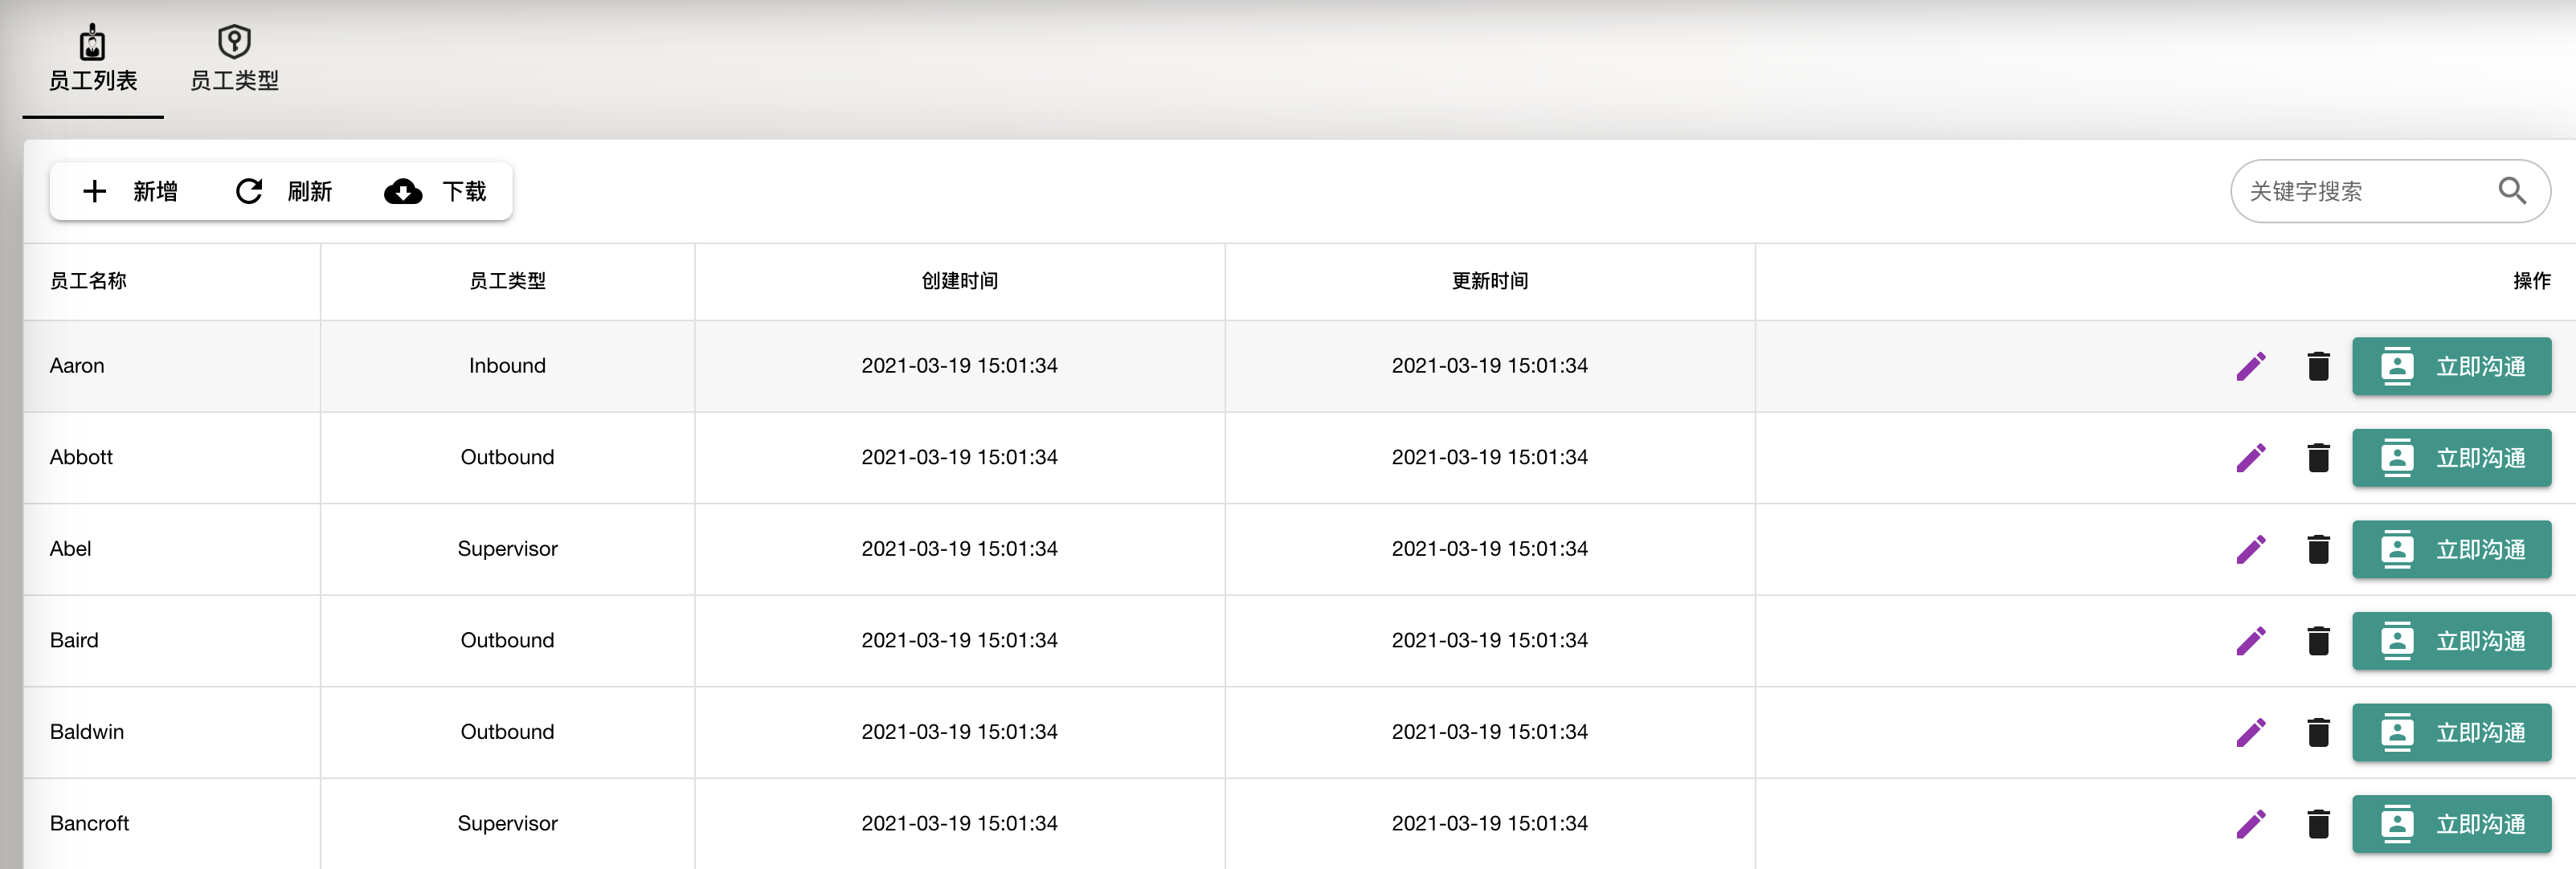 员工列表 员工类型
新增 刷新 下载 关键字搜索
员工名称 员工类型 创建时间 更新时间 操作
Aaron Inbound 2021-03-19 15:01:34 2021-03-19 15:01:34 立即沟通
Abbott Outbound 2021-03-19 15:01:34 2021-03-19 15:01:34 立即沟通
Abel Supervisor 2021-03-19 15:01:34 2021-03-19 15:01:34 立即沟通
Baird Outbound 2021-03-19 15:01:34 2021-03-19 15:01:34 立即沟通
Baldwin Outbound 2021-03-19 15:01:34 2021-03-19 15:01:34 立即沟通
Bancroft Supervisor 2021-03-19 15:01:34 2021-03-19 15:01:34 立即沟通